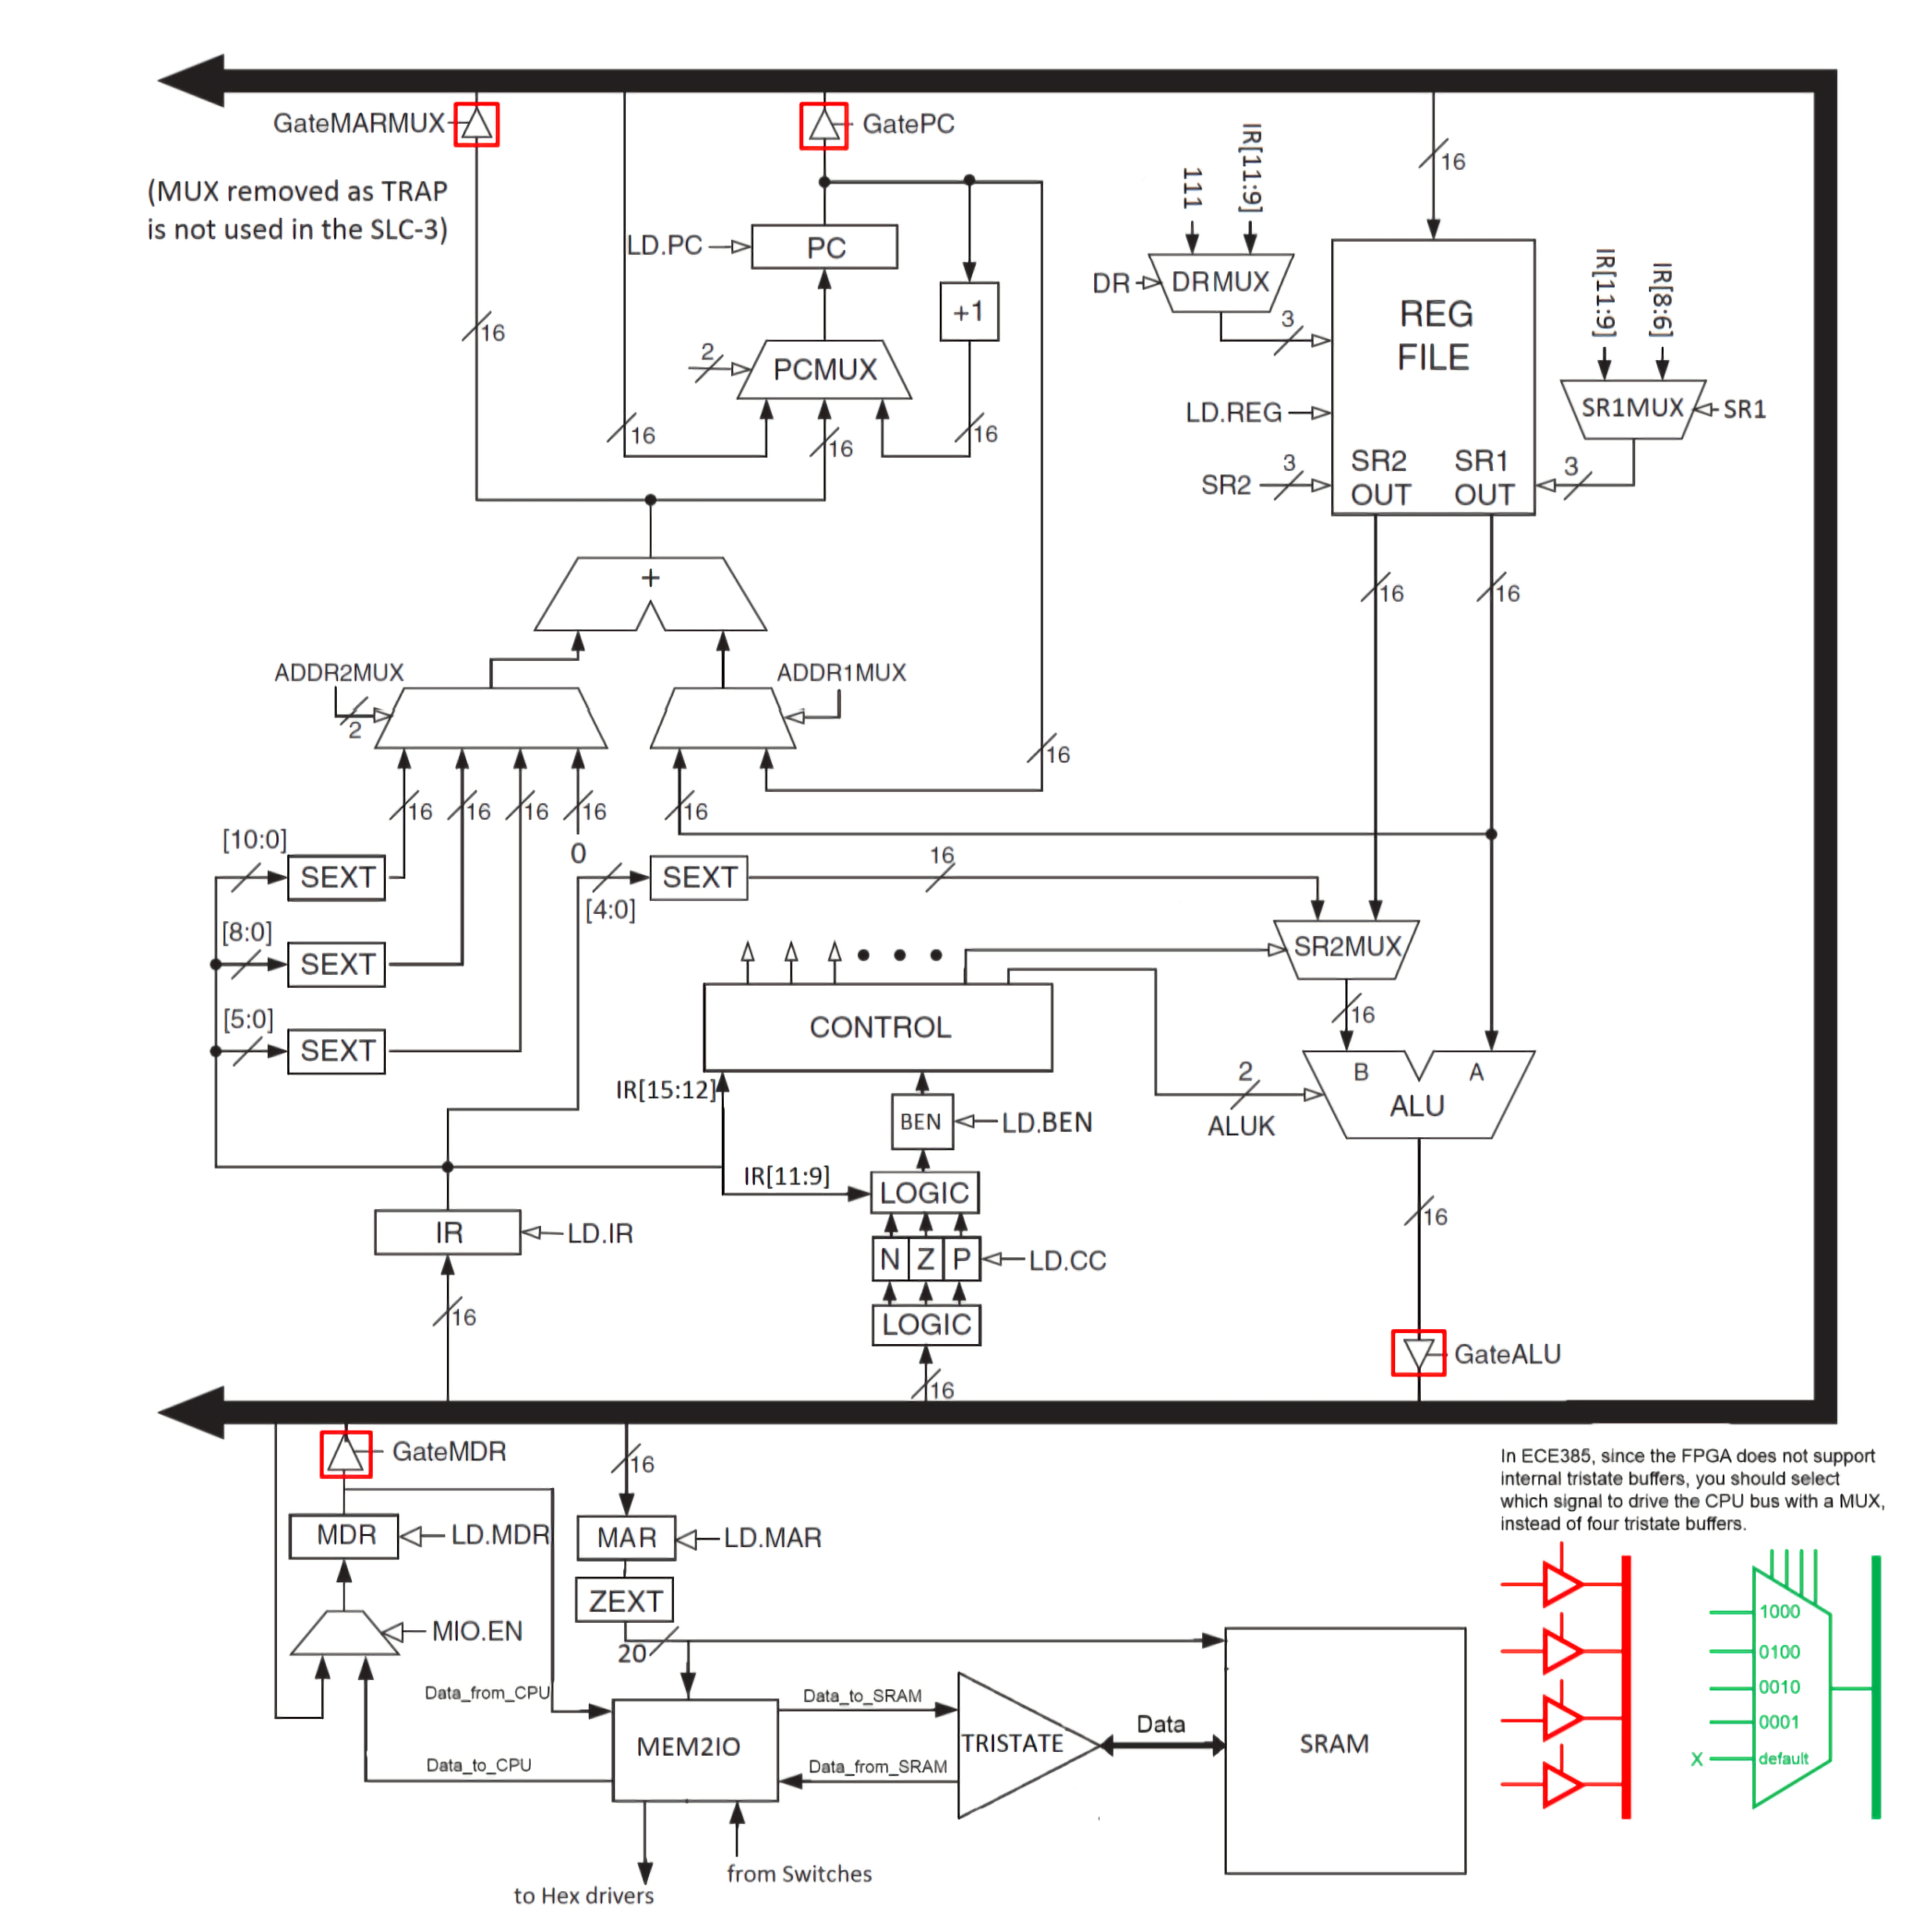 GateMARMUX
GatePC
(MUX removed as TRAP
is not used in the SLC-3)
16
111
IR[11:9]
LD.PC
PC
DR
DRMUX
3
REG
FILE
IR[11:9]
IR[8:6]
+1
16
2
PCMUX
LD.REG
SR1MUX
SR1
16
16
16
SR2
3
SR2
OUT
SR1
OUT
3
+
16
16
ADDR2MUX
2
ADDR1MUX
16
16
16
16
16
16
[10:0]
SEXT
0
[4:0]
SEXT
16
[8:0]
SEXT
SR2MUX
[5:0]
SEXT
CONTROL
16
IR[15:12]
BEN
LD.BEN
2
ALUK
B
A
ALU
IR[11:9]
LOGIC
IR
LD.IR
N Z P
LD.CC
16
16
LOGIC
16
GateALU
GateMDR
16
MDR
LD.MDR
MAR
LD.MAR
ZEXT
MIO.EN
20
Data_from_CPU
Data_to_SRAM
MEM2IO
TRISTATE
Data
SRAM
Data_to_CPU
Data_from_SRAM
to Hex drivers
from Switches
In ECE385, since the FPGA does not support
internal tristate buffers, you should select
which signal to drive the CPU bus with a MUX,
instead of four tristate buffers.
1000
0100
0010
0001
X
default